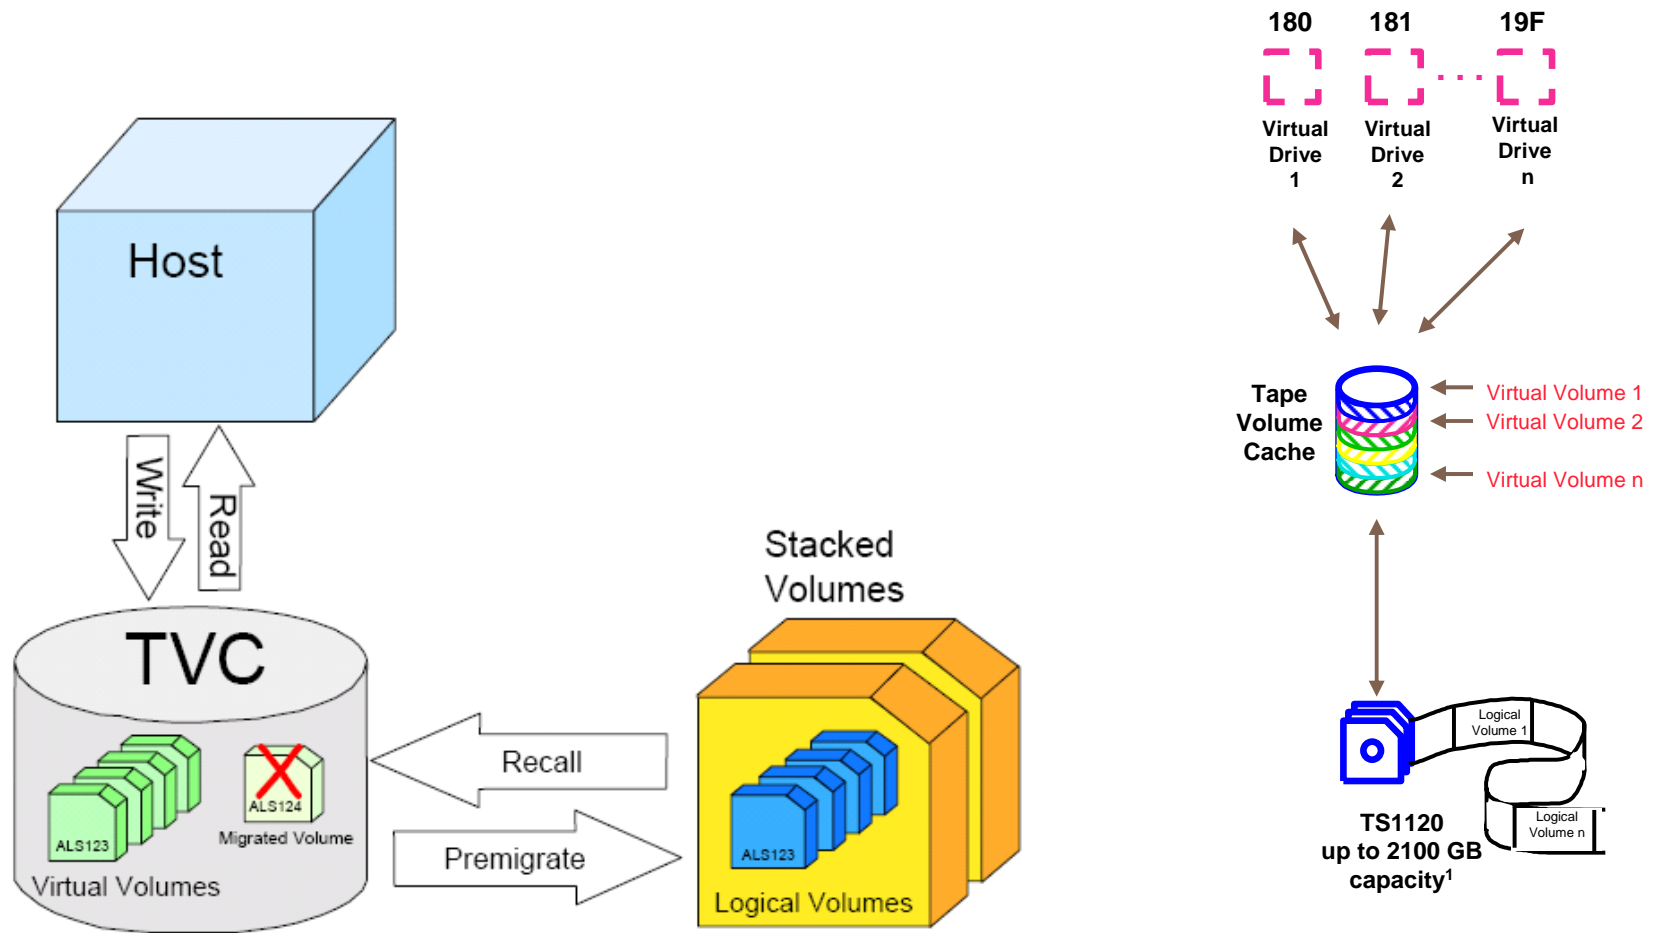 Host
Write
Read
TVC
ALS123
Virtual Volumes
ALS124
Migrated Volume
Recall
Premigrate
Stacked
Volumes
ALS123
Logical Volumes
180
181
19F
Virtual
Drive
1
Virtual
Drive
2
. . .
Virtual
Drive
n
Tape
Volume
Cache
Virtual Volume 1
Virtual Volume 2
Virtual Volume n
Logical
Volume 1
Logical
Volume n
TS1120
up to 2100 GB
capacity¹